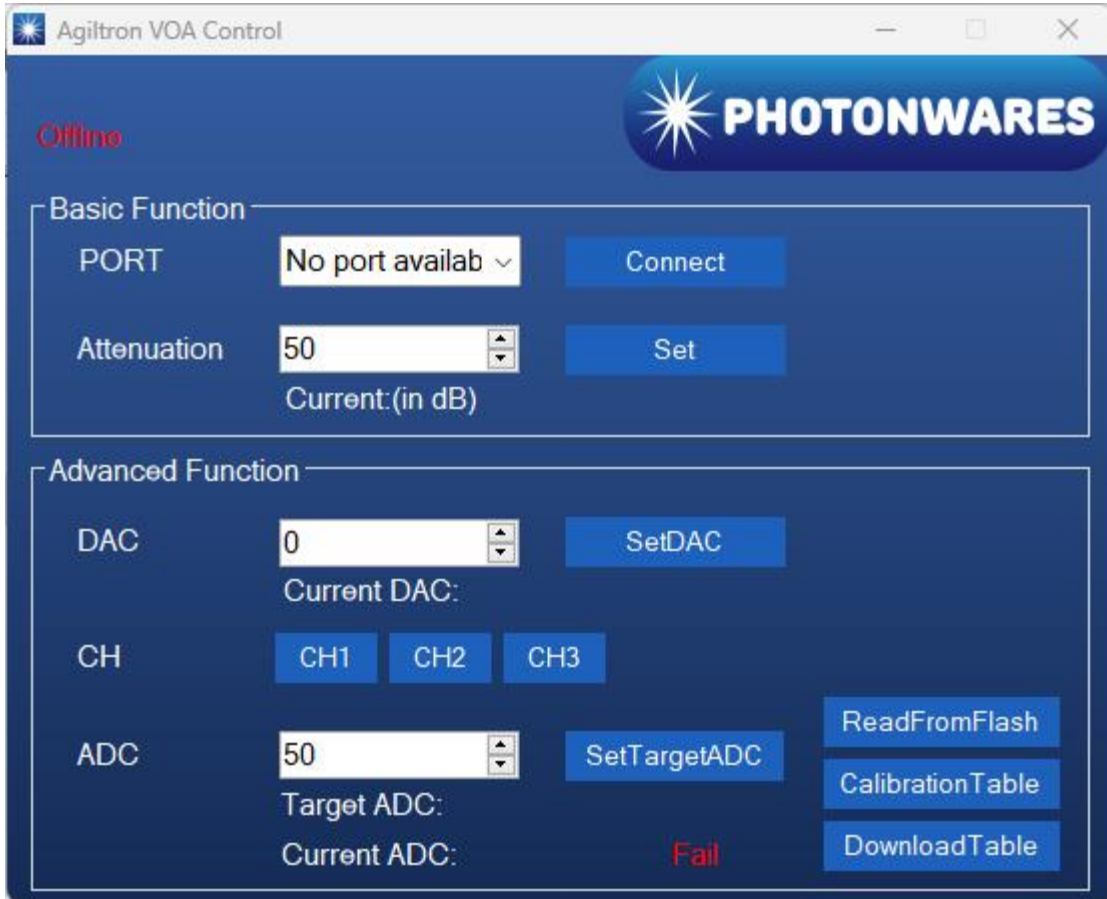 Agiltron VOA Control
PHOTONWARES
Offline
Basic Function
PORT No port availab Connect
Attenuation 50 Set
Current:(in dB)
Advanced Function
DAC 0 SetDAC
Current DAC:
CH CH1 CH2 CH3
ReadFromFlash
ADC 50 SetTargetADC
CalibrationTable
Target ADC:
Current ADC: Fail DownloadTable